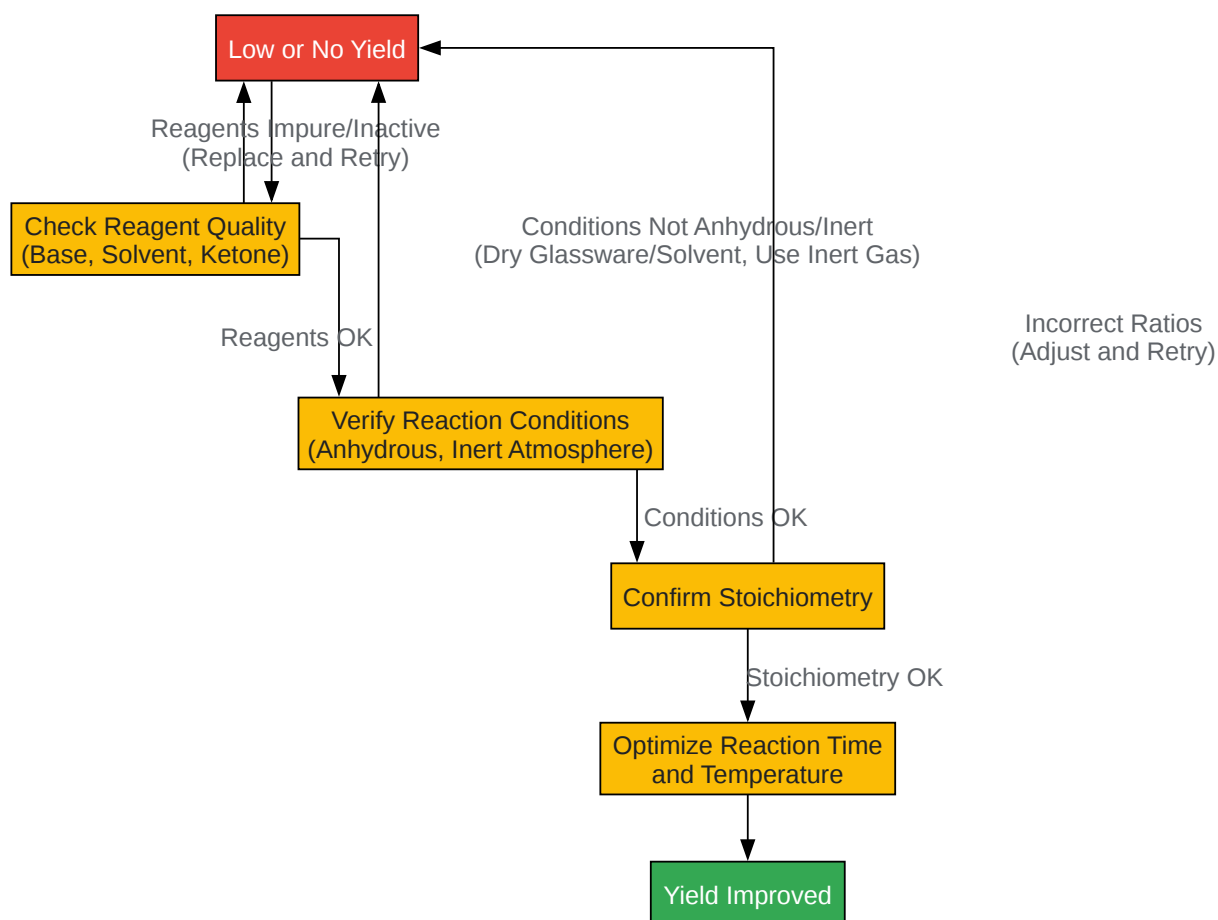 Low or No Yield
Reagents Impure/Inactive
(Replace and Retry)
Check Reagent Quality
(Base, Solvent, Ketone)
Conditions Not Anhydrous/Inert
(Dry Glassware/Solvent, Use Inert Gas)
Incorrect Ratios
(Adjust and Retry)
Reagents OK
Verify Reaction Conditions
(Anhydrous, Inert Atmosphere)
Conditions OK
Confirm Stoichiometry
Stoichiometry OK
Optimize Reaction Time
and Temperature
Yield Improved